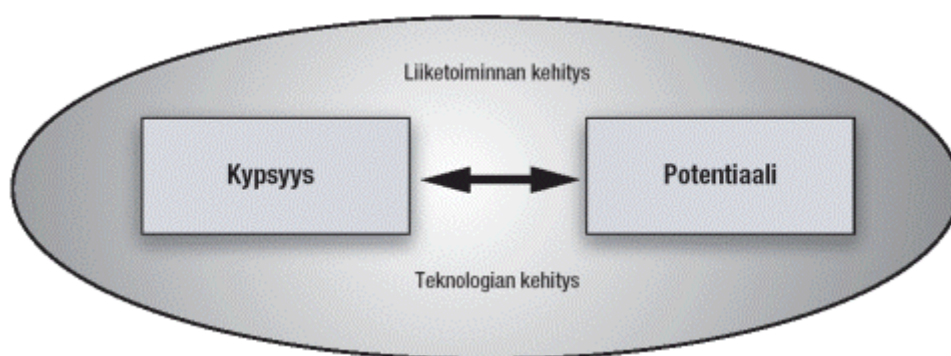 Liiketoiminnan kehitys
Kypsyys
Potentiaali
Teknologian kehitys